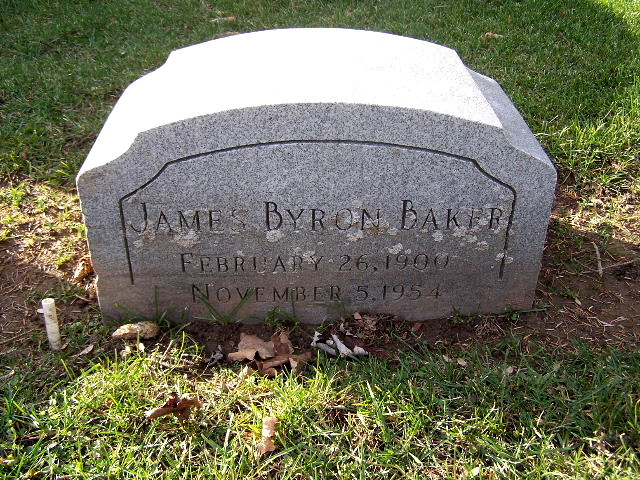 JAMES BYRON BAKER
FEBRUARY 26, 1900
NOVEMBER 5, 1954